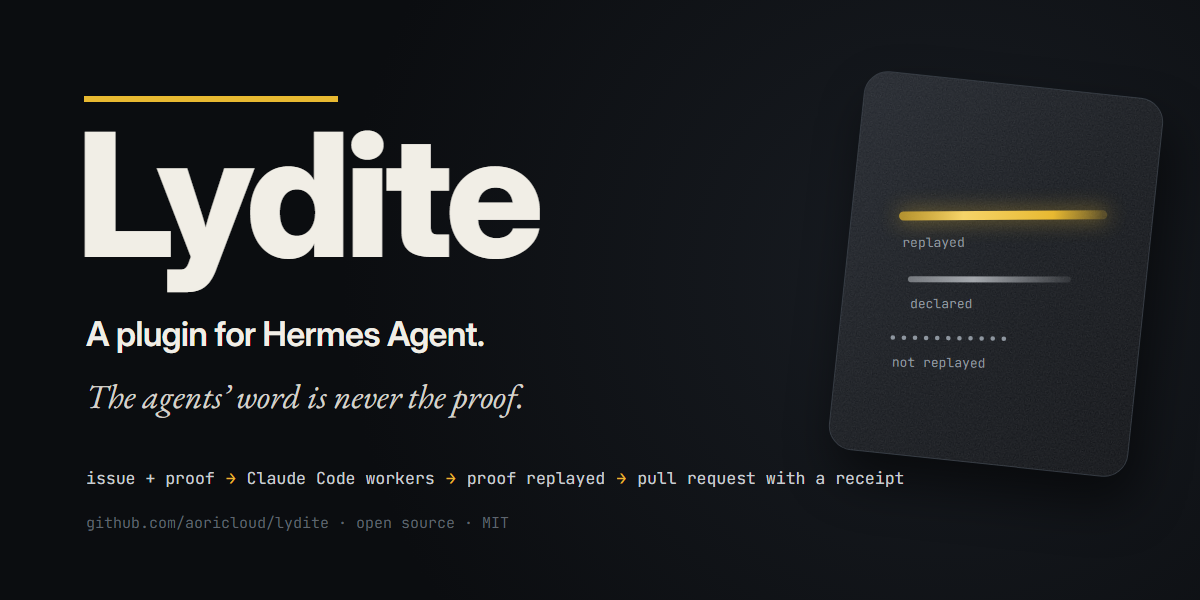 Lydite
A plugin for Hermes Agent.
The agents’ word is never the proof.
issue + proof → Claude Code workers → proof replayed → pull request with a receipt
github.com/aoricloud/lydite · open source · MIT
replayed
declared
not replayed